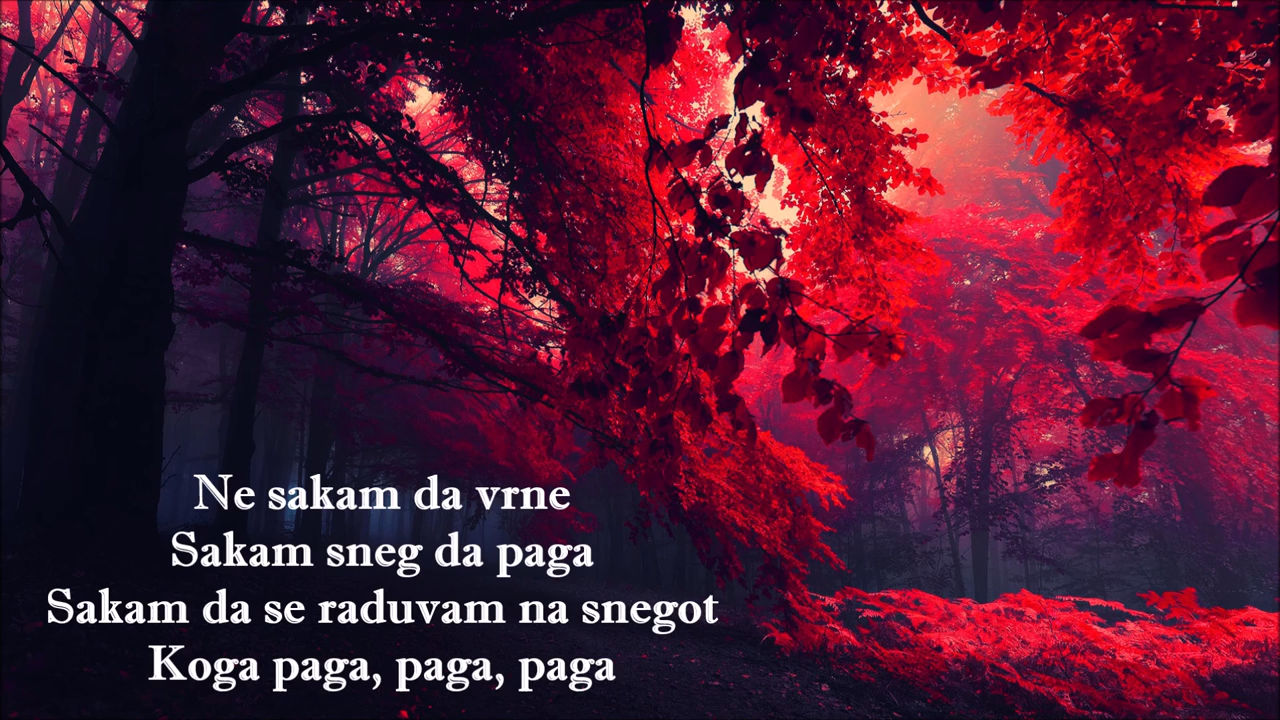 Ne sakam da vrne
Sakam sneg da paga
Sakam da se raduvam na snegot
Koga paga, paga, paga